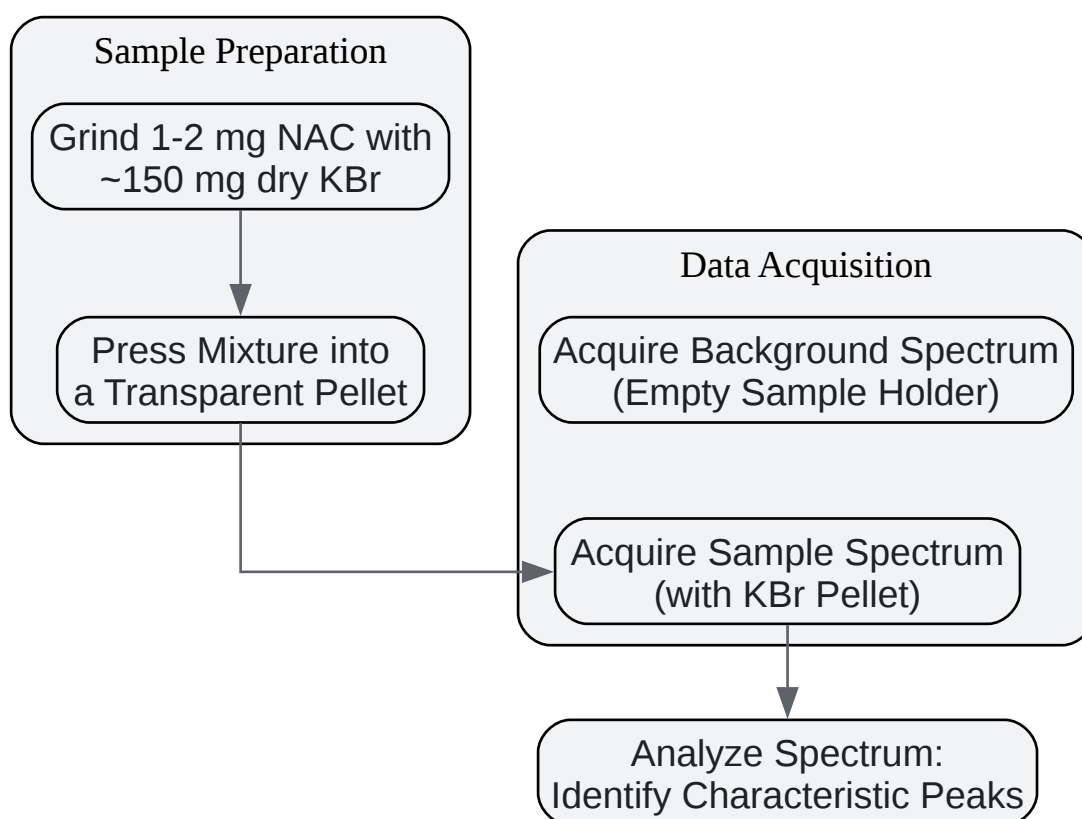 Sample Preparation
Grind 1-2 mg NAC with
~150 mg dry KBr
Press Mixture into
a Transparent Pellet
Data Acquisition
Acquire Background Spectrum
(Empty Sample Holder)
Acquire Sample Spectrum
(with KBr Pellet)
Analyze Spectrum:
Identify Characteristic Peaks